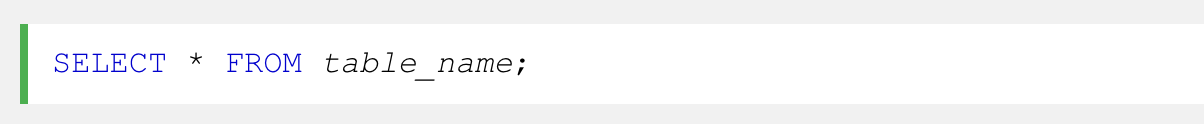 SELECT * FROM table_name;